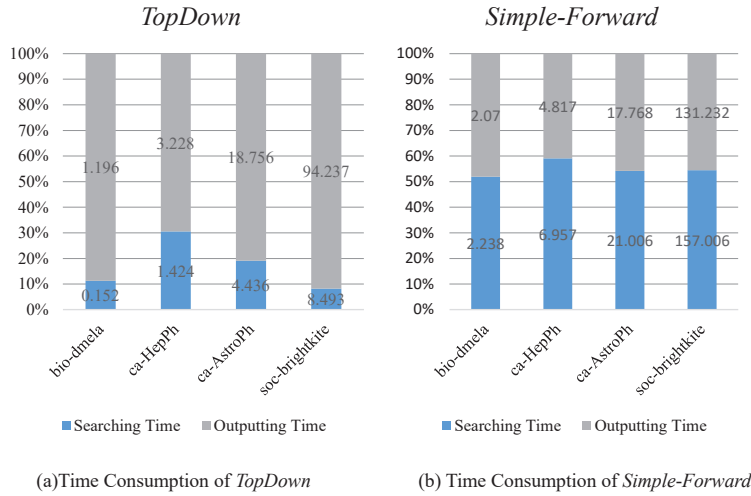 TopDown
100%
90%
80%
70%
60%
50%
40%
30%
20%
10%
0%
1.196
3.228
18.756
94.237
0.152
1.424
4.436
8.493
bio-dmela
ca-HepPh
ca-AstroPh
soc-brightkite
Searching Time
Outputting Time
(a)Time Consumption of TopDown
Simple-Forward
100%
90%
80%
70%
60%
50%
40%
30%
20%
10%
0%
2.07
4.817
17.768
131.232
2.238
6.957
21.006
157.006
bio-dmela
ca-HepPh
ca-AstroPh
soc-brightkite
Searching Time
Outputting Time
(b) Time Consumption of Simple-Forward